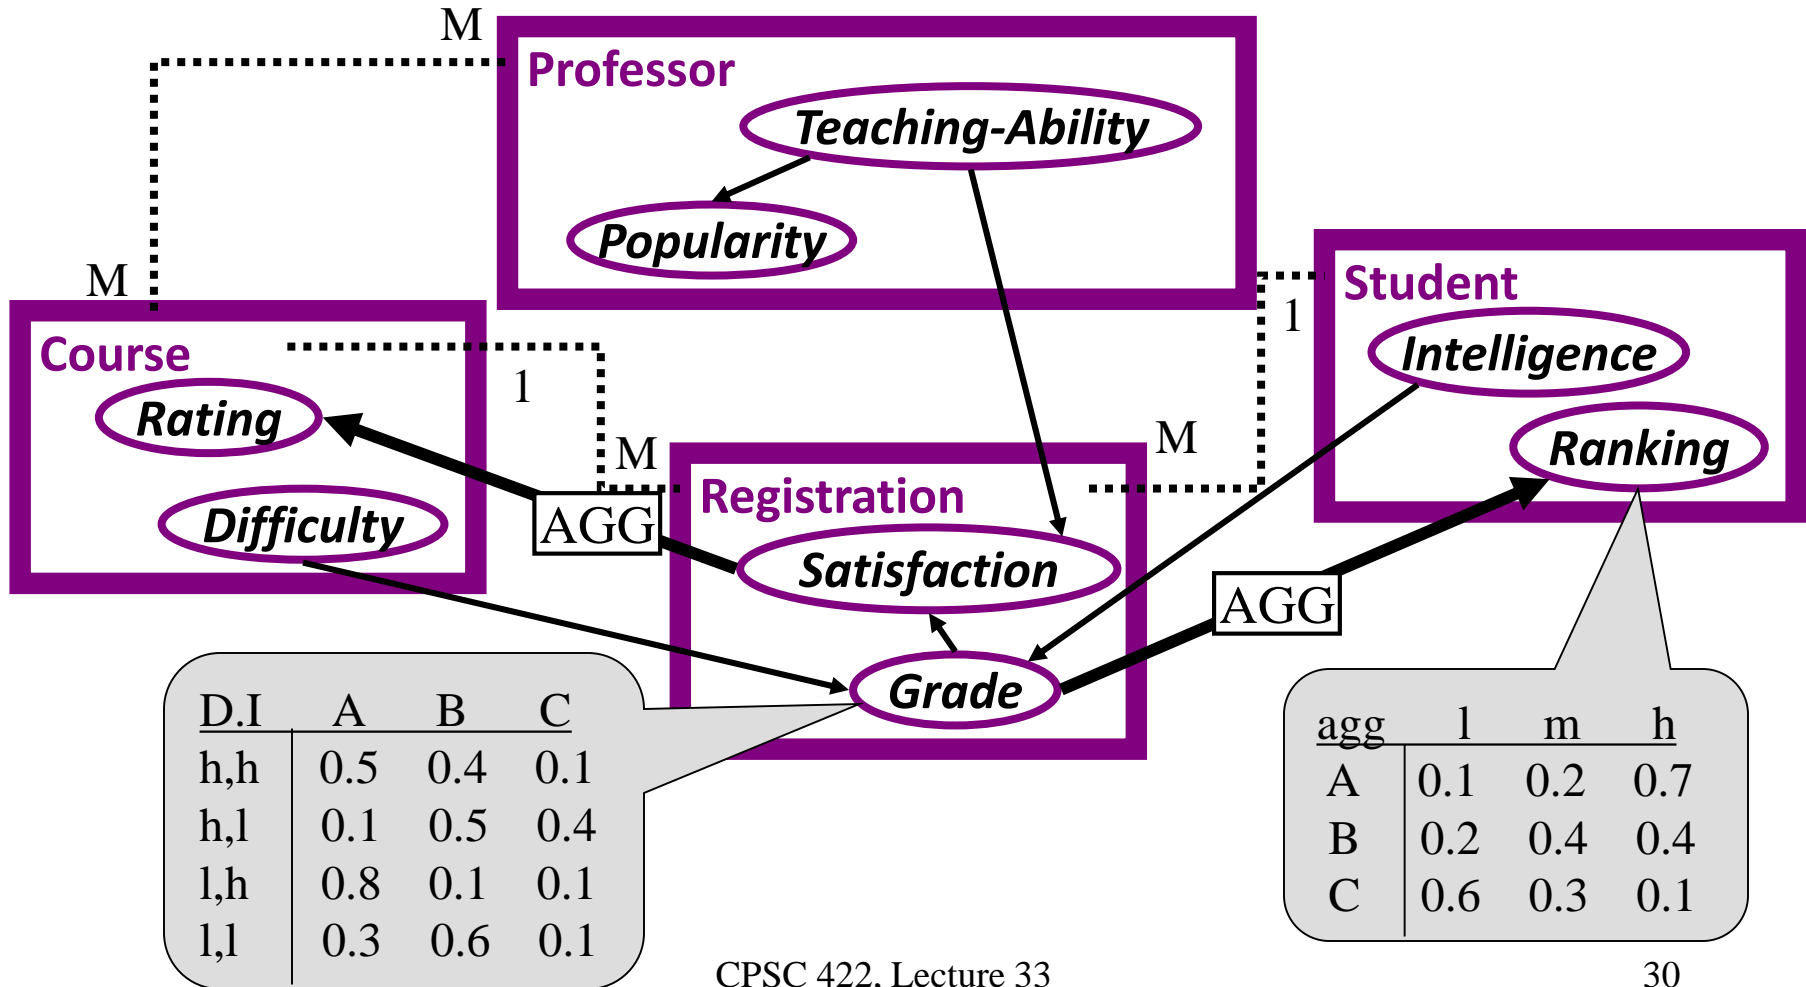 M
Professor
Teaching-Ability
Popularity
M
Student
1
Intelligence
Course
Rating
1
M
M
Ranking
Registration
Difficulty
AGG
Satisfaction
AGG
Grade
D.I A B C
h,h 0.5 0.4 0.1
h,l 0.1 0.5 0.4
l,h 0.8 0.1 0.1
l,l 0.3 0.6 0.1
agg l m h
A 0.1 0.2 0.7
B 0.2 0.4 0.4
C 0.6 0.3 0.1
CPSC 422, Lecture 33
30